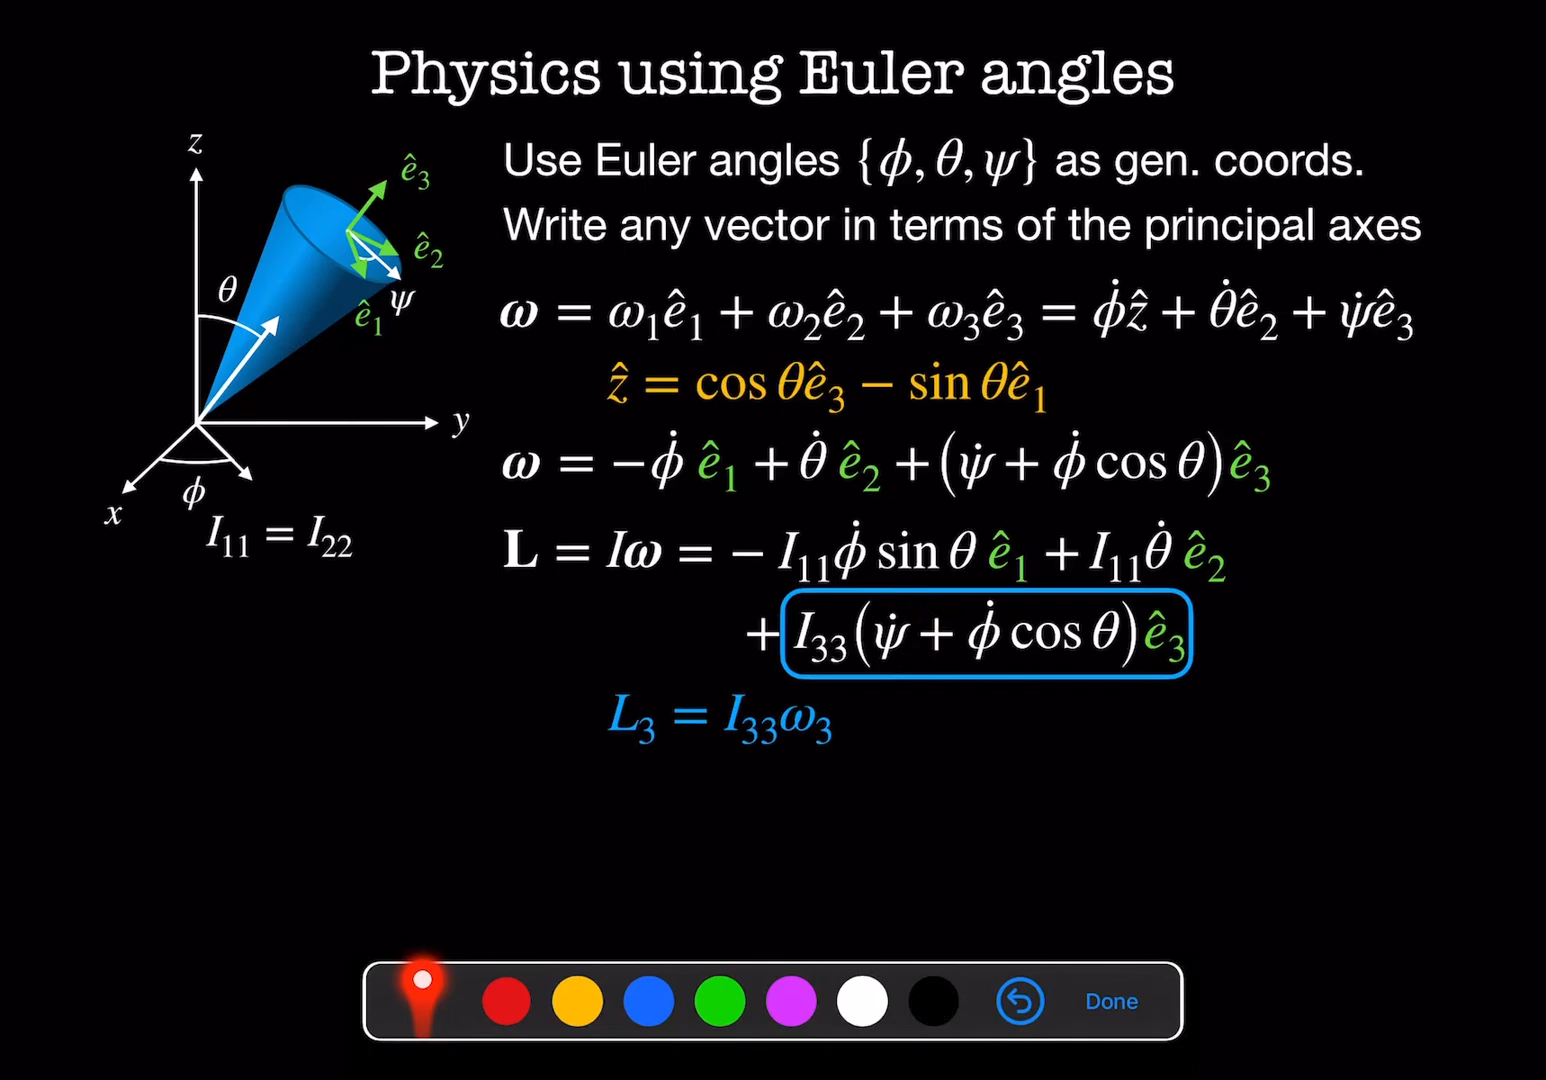 Physics using Euler angles
Use Euler angles {ϕ, θ, ψ} as gen. coords.
Write any vector in terms of the principal axes
ω = ω₁ê₁ + ω₂ê₂ + ω₃ê₃ = ϕ̇ẑ + θ̇ê₂ + ψ̇ê₃
ẑ = cos θê₃ − sin θê₁
ω = −ϕ̇ ê₁ + θ̇ ê₂ + (ψ̇ + ϕ̇ cos θ)ê₃
L = Iω = − I₁₁ϕ̇ sin θ ê₁ + I₁₁θ̇ ê₂
+ I₃₃(ψ̇ + ϕ̇ cos θ)ê₃
L₃ = I₃₃ω₃
z
ê₃
ê₂
θ
ψ
ê₁
y
ϕ
x
I₁₁ = I₂₂
Done